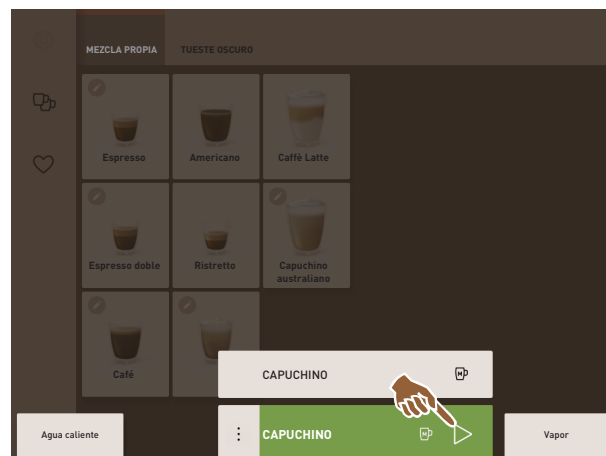 MEZCLA PROPIA TUESTE OSCURO
Espresso Americano Caffè Latte
Espresso doble Ristretto Capuchino
australiano
Café
CAPUCHINO M
Agua caliente CAPUCHINO M Vapor